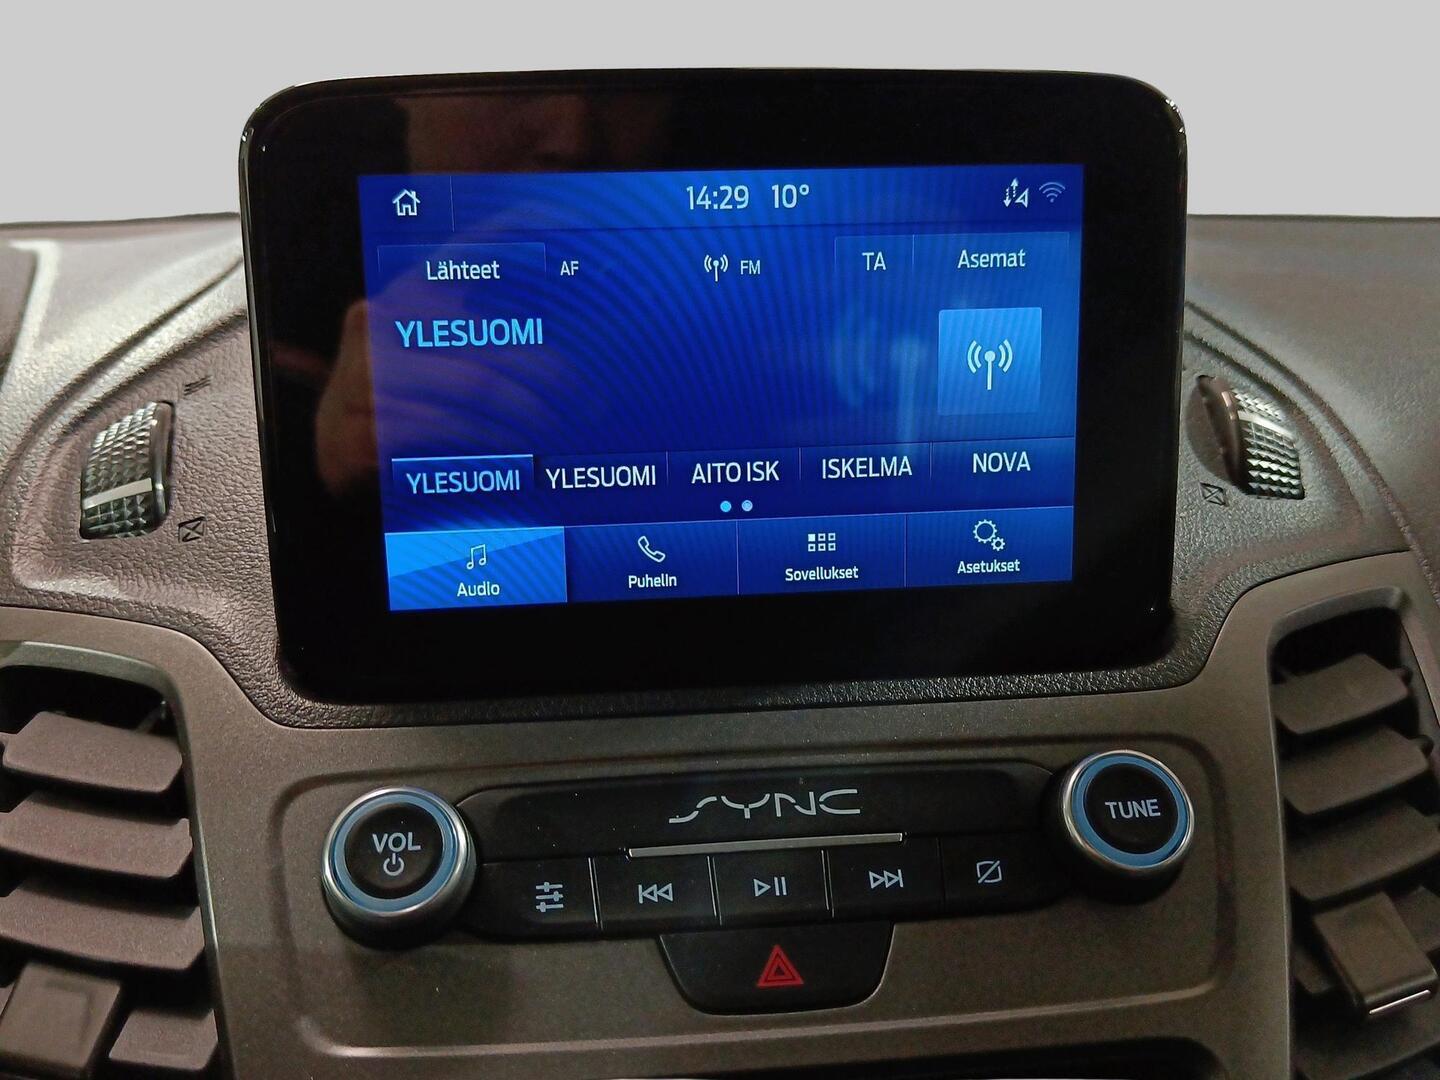 14:29 10°
Lähteet AF FM TA Asemat
YLESUOMI
YLESUOMI YLESUOMI AITO ISK ISKELMA NOVA
Audio Puhelin Sovellukset Asetukset
SYNC
VOL TUNE